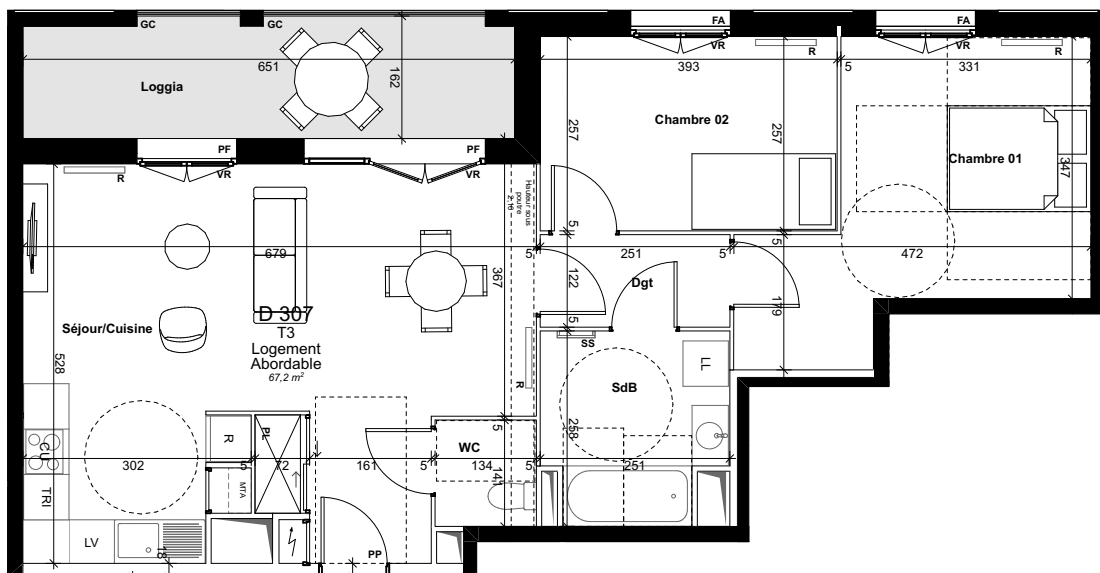 GC
GC
FA
FA
VR
VR
R
R
651
162
393
5
331
Loggia
257
257
Chambre 02
Chambre 01
347
PF
PF
VR
VR
R
Hauteur sous
poutre
2,16
5
5
679
5
251
5
472
367
122
Dgt
179
D 307
T3
Logement
Abordable
67,2 m²
Séjour/Cuisine
528
5
SS
LL
R
SdB
CU
R
PL
5
WC
258
302
5
72
161
5
134
5
251
141
TRI
MTA
LV
18
PP